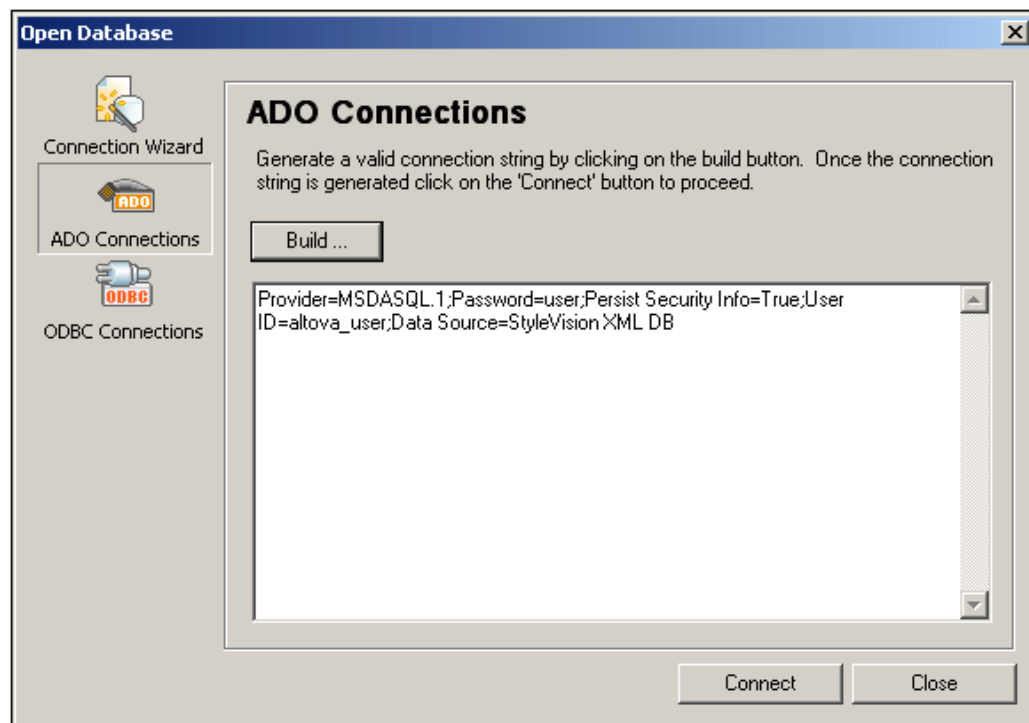 Open Database
Connection Wizard
ADO
ADO Connections
ODBC
ODBC Connections
ADO Connections
Generate a valid connection string by clicking on the build button.  Once the connection
string is generated click on the 'Connect' button to proceed.
Build ...
Provider=MSDASQL.1;Password=user;Persist Security Info=True;User
ID=altova_user;Data Source=StyleVision XML DB
Connect
Close